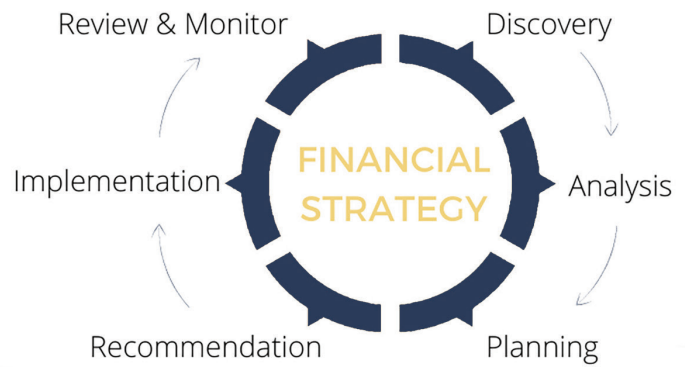 Review & Monitor
Discovery
FINANCIAL
STRATEGY
Implementation
Analysis
Recommendation
Planning